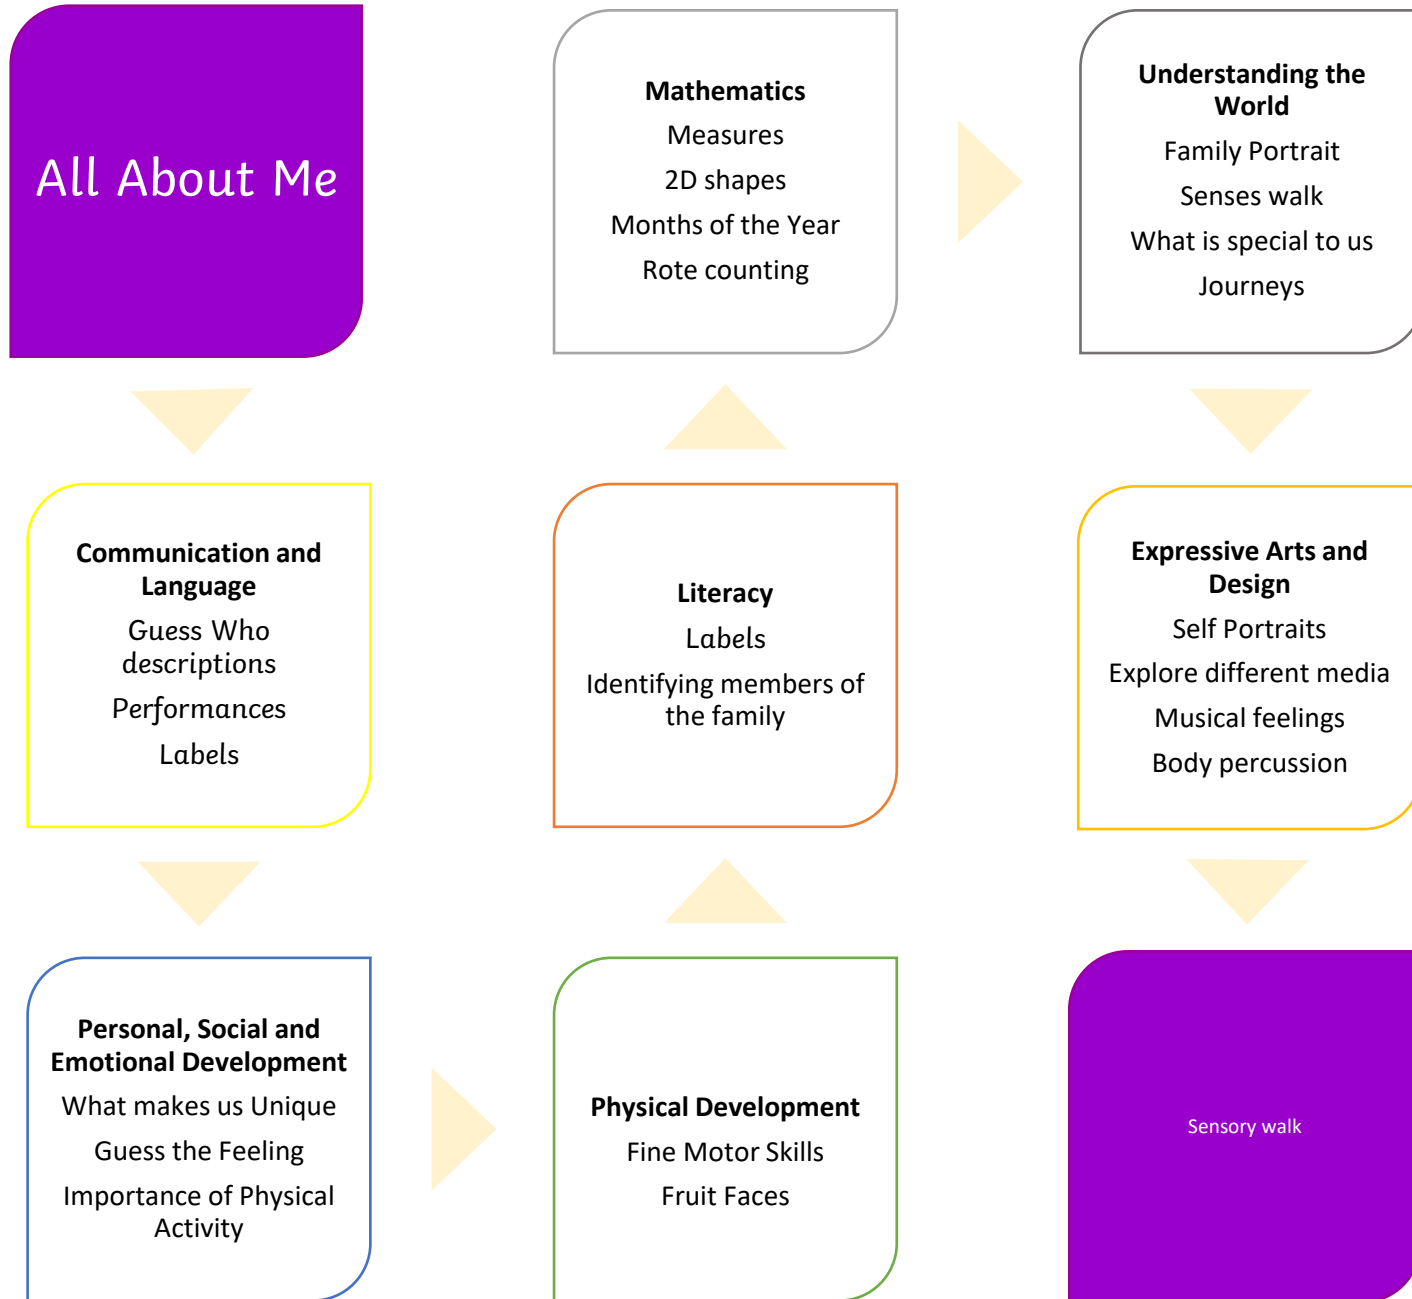 All About Me
Communication and
Language
Guess Who
descriptions
Performances
Labels
Personal, Social and
Emotional Development
What makes us Unique
Guess the Feeling
Importance of Physical
Activity
Physical Development
Fine Motor Skills
Fruit Faces
Literacy
Labels
Identifying members of
the family
Mathematics
Measures
2D shapes
Months of the Year
Rote counting
Understanding the
World
Family Portrait
Senses walk
What is special to us
Journeys
Expressive Arts and
Design
Self Portraits
Explore different media
Musical feelings
Body percussion
Sensory walk